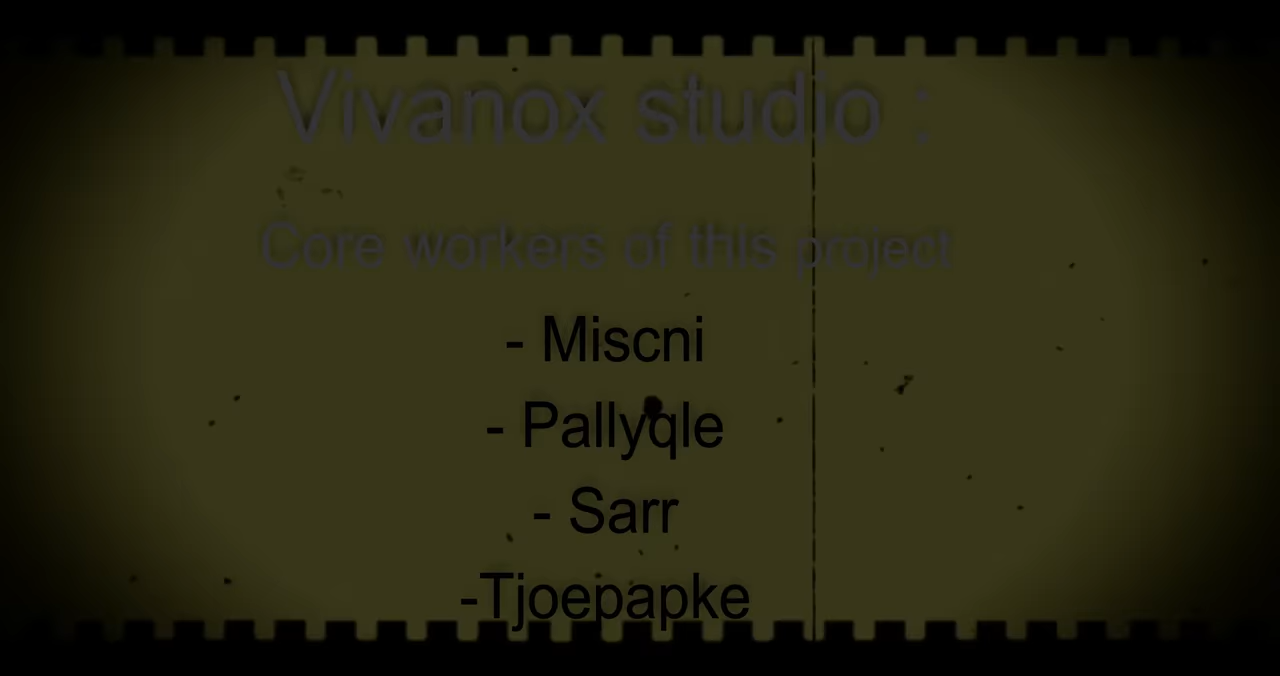 Vivanox studio :
Core workers of this project
- Miscni
- Pallyqle
- Sarr
-Tjoepapke